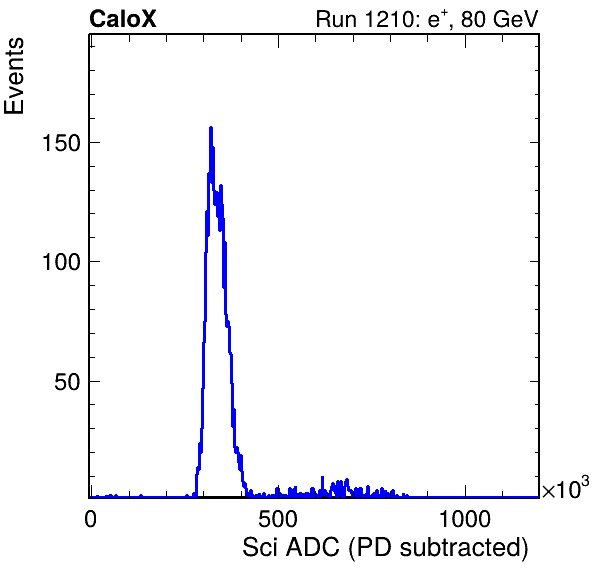 CaloX Run 1210: e⁺, 80 GeV
Events
150
100
50
0 500 1000 ×10³
Sci ADC (PD subtracted)